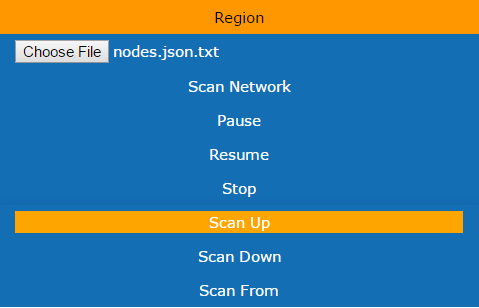 Region
Choose File nodes.json.txt
Scan Network
Pause
Resume
Stop
Scan Up
Scan Down
Scan From